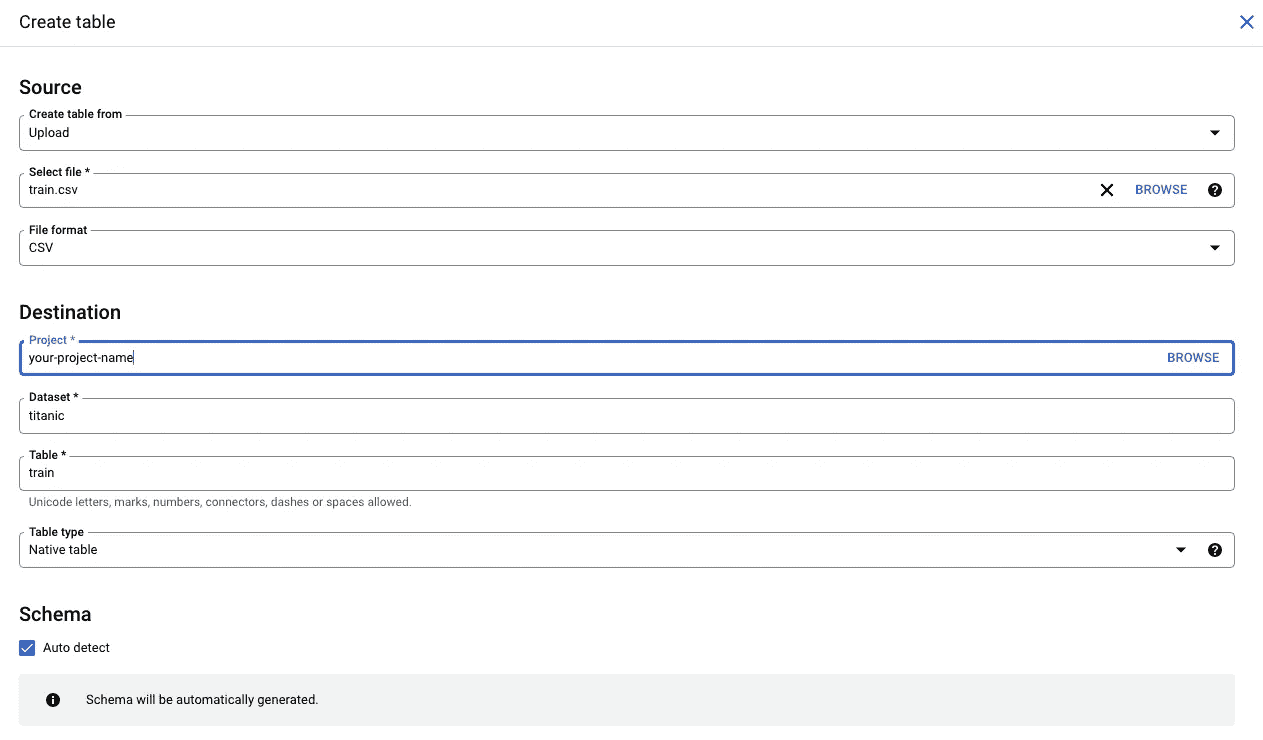 Create table
Source
Create table from
Upload
Select file *
train.csv
BROWSE
File format
CSV
Destination
Project *
your-project-name
BROWSE
Dataset *
titanic
Table *
train
Unicode letters, marks, numbers, connectors, dashes or spaces allowed.
Table type
Native table
Schema
Auto detect
Schema will be automatically generated.